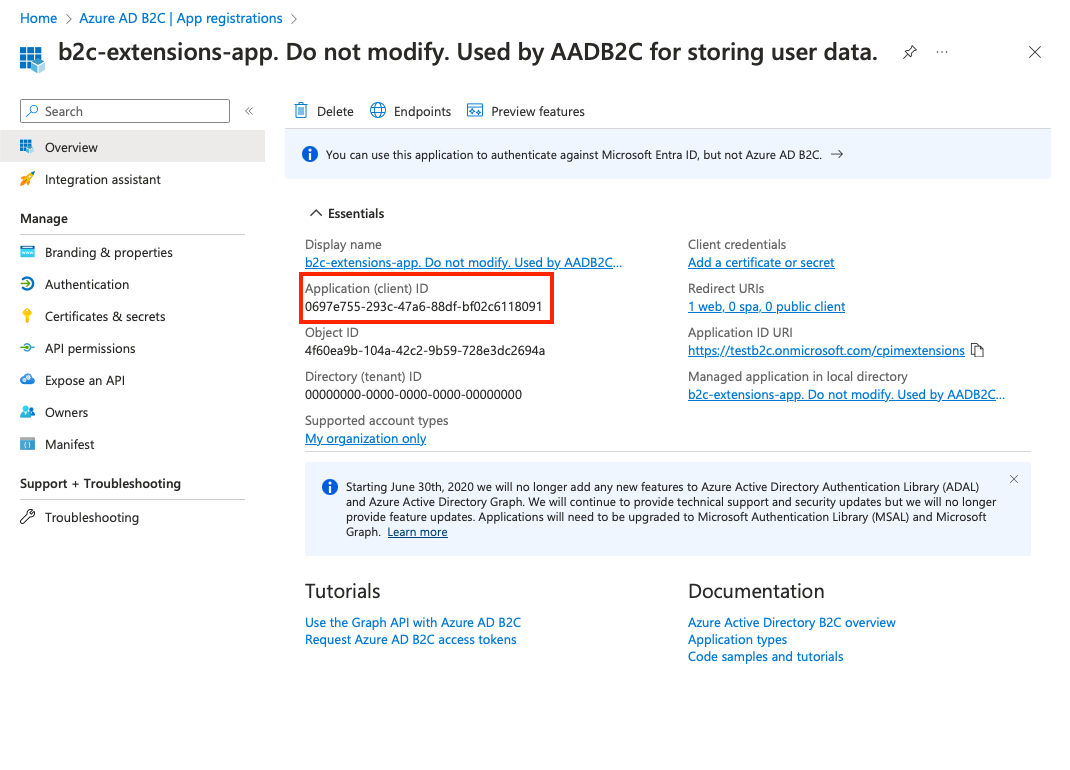 Home > Azure AD B2C | App registrations >
b2c-extensions-app. Do not modify. Used by AADB2C for storing user data.
Search
Overview
Integration assistant
Manage
Branding & properties
Authentication
Certificates & secrets
API permissions
Expose an API
Owners
Manifest
Support + Troubleshooting
Troubleshooting
Delete
Endpoints
Preview features
You can use this application to authenticate against Microsoft Entra ID, but not Azure AD B2C. →
Essentials
Display name
b2c-extensions-app. Do not modify. Used by AADB2C...
Application (client) ID
0697e755-293c-47a6-88df-bf02c6118091
Object ID
4f60ea9b-104a-42c2-9b59-728e3dc2694a
Directory (tenant) ID
00000000-0000-0000-0000-00000000
Supported account types
My organization only
Client credentials
Add a certificate or secret
Redirect URIs
1 web, 0 spa, 0 public client
Application ID URI
https://testb2c.onmicrosoft.com/cpimextensions
Managed application in local directory
b2c-extensions-app. Do not modify. Used by AADB2C...
Starting June 30th, 2020 we will no longer add any new features to Azure Active Directory Authentication Library (ADAL)
and Azure Active Directory Graph. We will continue to provide technical support and security updates but we will no longer
provide feature updates. Applications will need to be upgraded to Microsoft Authentication Library (MSAL) and Microsoft
Graph. Learn more
Tutorials
Use the Graph API with Azure AD B2C
Request Azure AD B2C access tokens
Documentation
Azure Active Directory B2C overview
Application types
Code samples and tutorials